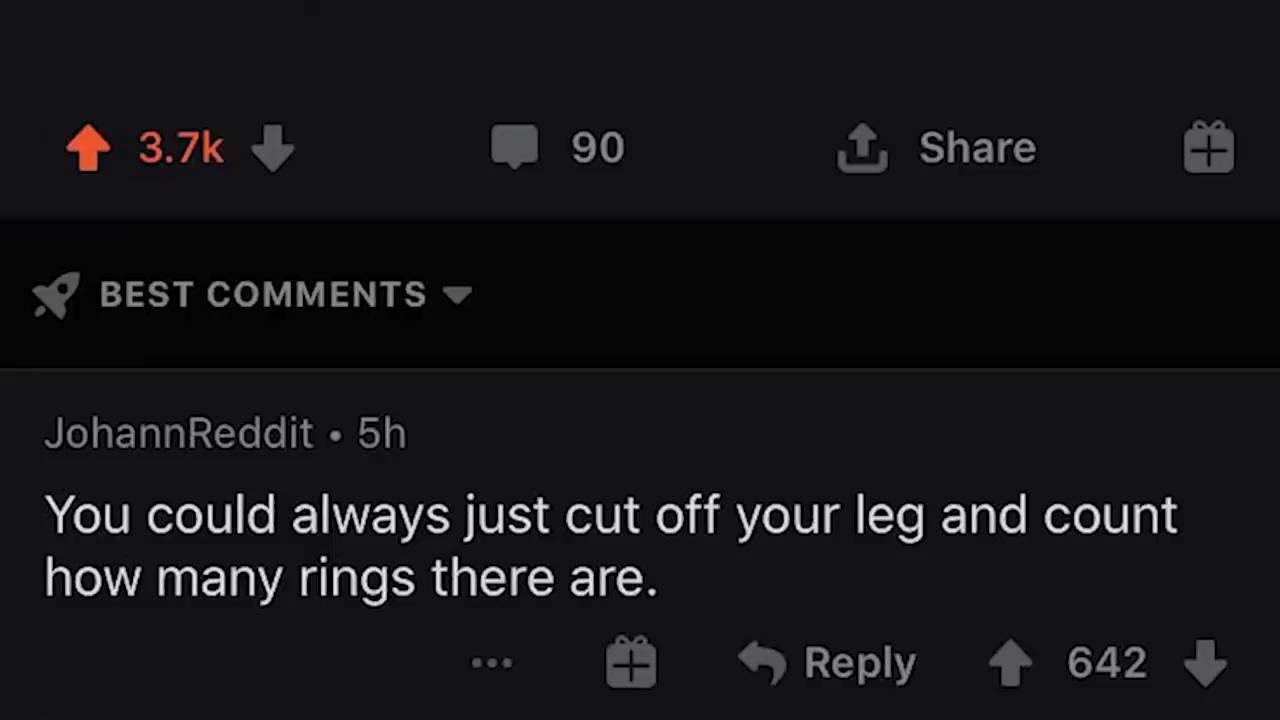 3.7k 90 Share
BEST COMMENTS
JohannReddit • 5h
You could always just cut off your leg and count
how many rings there are.
... Reply 642